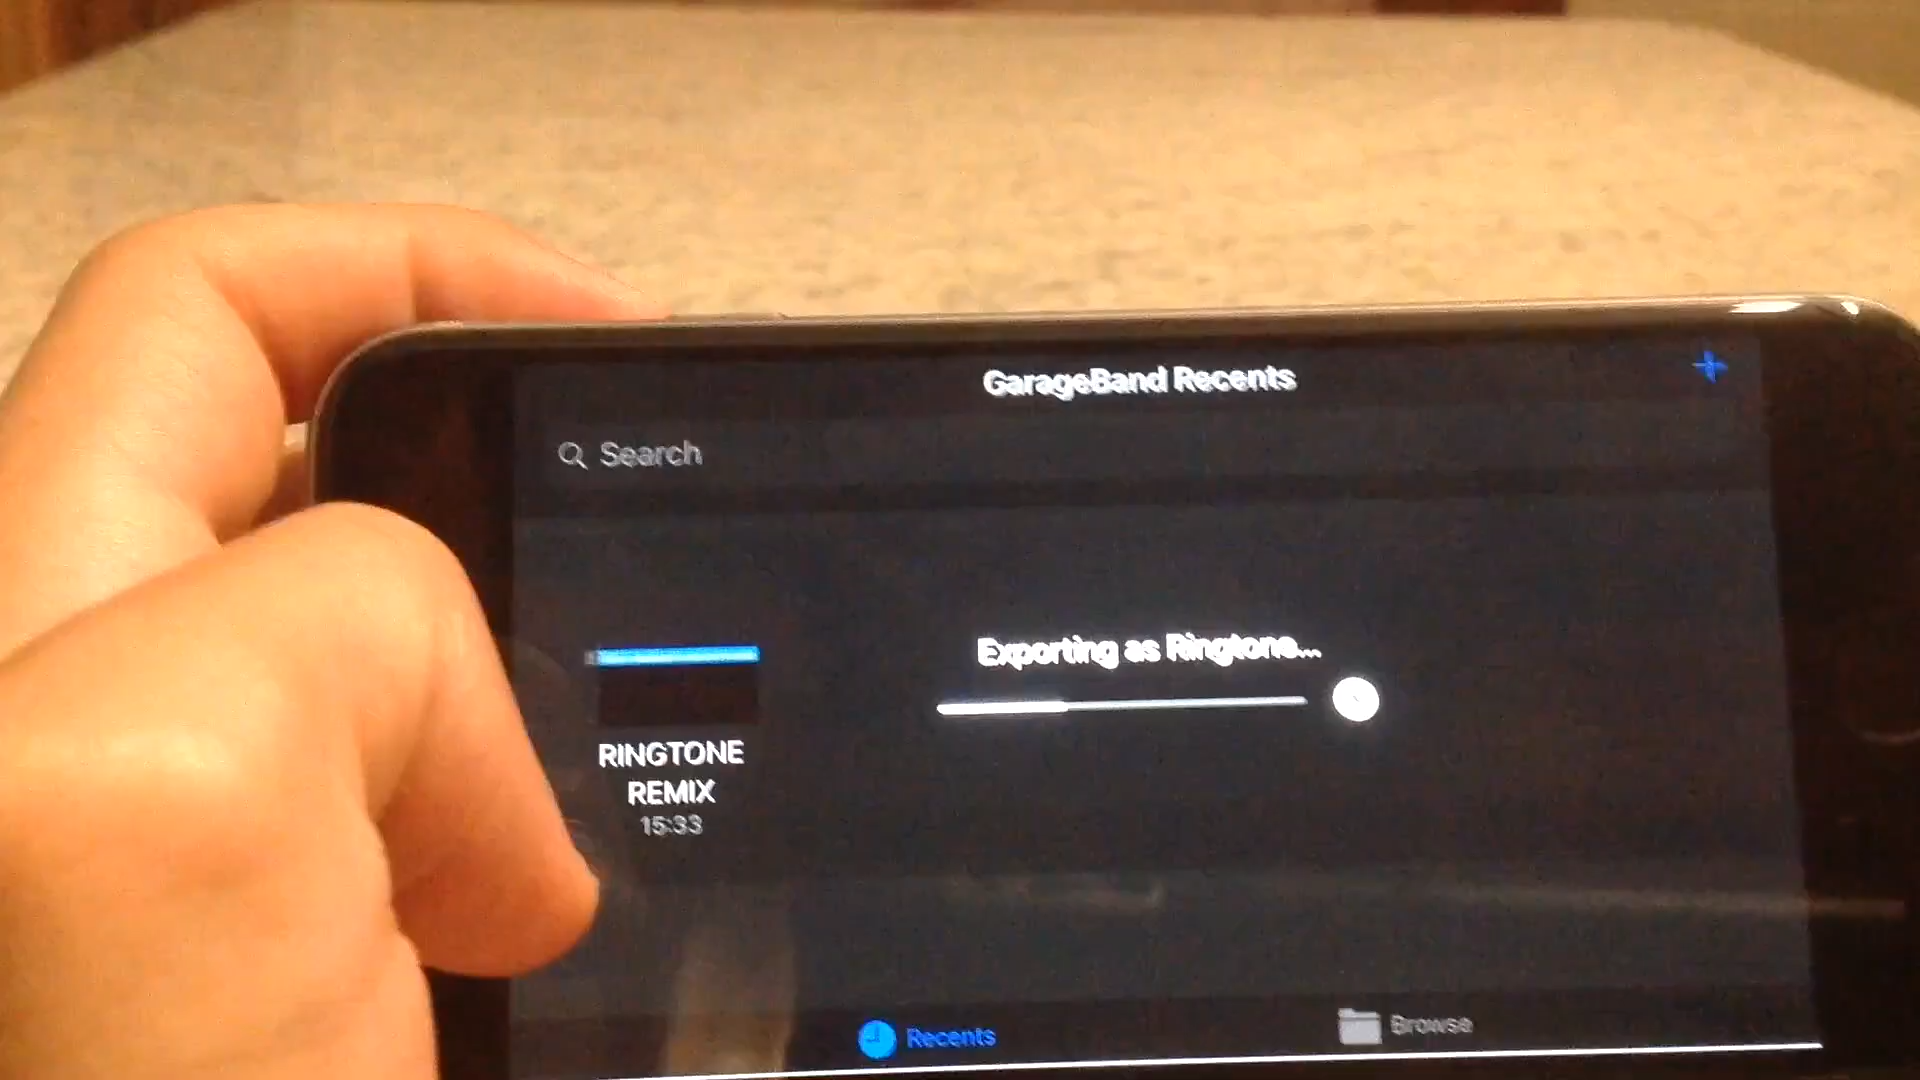 GarageBand Recents
Search
Exporting as Ringtone...
RINGTONE
REMIX
15:33
Recents
Browse